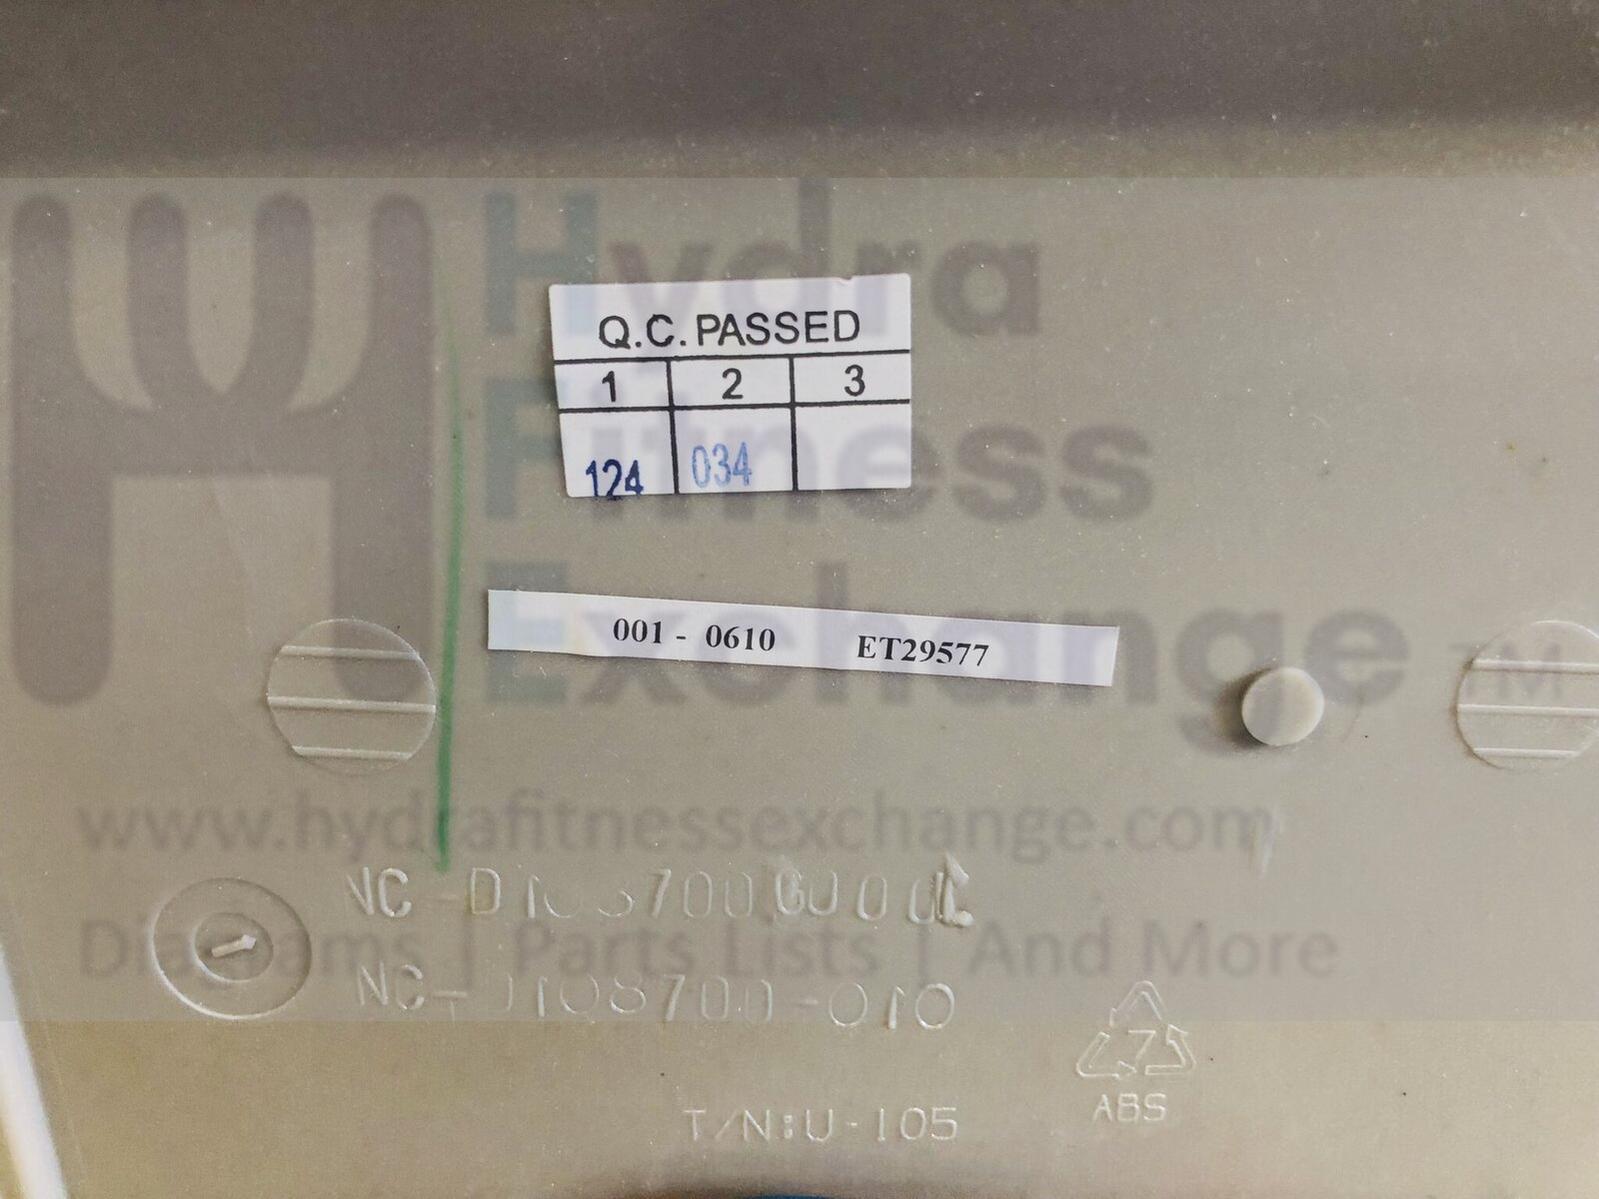 Hydra
Q.C. PASSED
1 2 3
124 034
Fitness
Exchange TM
001 - 0610 ET29577
www.hydrafitnessexchange.com
Diagrams | Parts Lists | And More
T/N:U-105
7
ABS